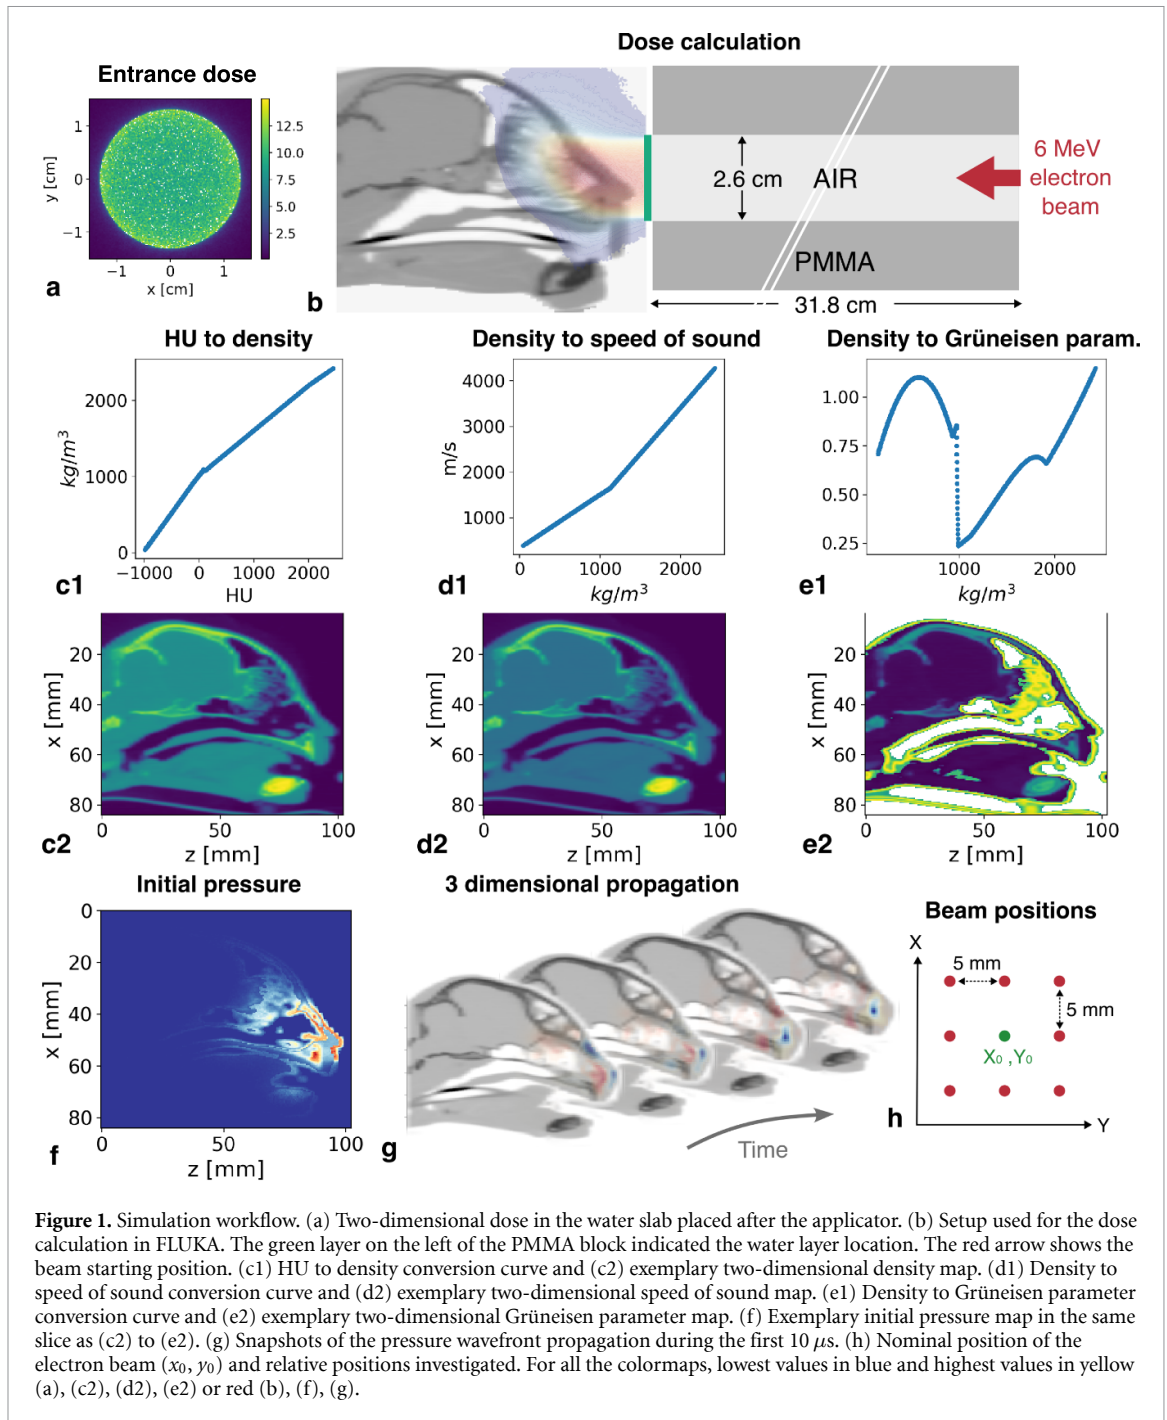 Dose calculation
Entrance dose
1
0
−1
y [cm]
−1
0
1
x [cm]
12.5
10.0
7.5
5.0
2.5
a
2.6 cm
AIR
PMMA
6 MeV
electron
beam
31.8 cm
b
HU to density
2000
1000
0
kg/m³
−1000
0
1000
2000
HU
c1
Density to speed of sound
4000
3000
2000
1000
m/s
0
1000
2000
kg/m³
d1
Density to Grüneisen param.
1.00
0.75
0.50
0.25
1000
2000
kg/m³
e1
20
40
60
80
x [mm]
0
50
100
z [mm]
c2
20
40
60
80
x [mm]
0
50
100
z [mm]
d2
20
40
60
80
x [mm]
0
50
100
z [mm]
e2
Initial pressure
0
20
40
60
80
x [mm]
0
50
100
z [mm]
f
3 dimensional propagation
Time
g
Beam positions
X
5 mm
5 mm
X₀ ,Y₀
Y
h
Figure 1. Simulation workflow. (a) Two-dimensional dose in the water slab placed after the applicator. (b) Setup used for the dose
calculation in FLUKA. The green layer on the left of the PMMA block indicated the water layer location. The red arrow shows the
beam starting position. (c1) HU to density conversion curve and (c2) exemplary two-dimensional density map. (d1) Density to
speed of sound conversion curve and (d2) exemplary two-dimensional speed of sound map. (e1) Density to Grüneisen parameter
conversion curve and (e2) exemplary two-dimensional Grüneisen parameter map. (f) Exemplary initial pressure map in the same
slice as (c2) to (e2). (g) Snapshots of the pressure wavefront propagation during the first 10 μs. (h) Nominal position of the
electron beam (x₀, y₀) and relative positions investigated. For all the colormaps, lowest values in blue and highest values in yellow
(a), (c2), (d2), (e2) or red (b), (f), (g).